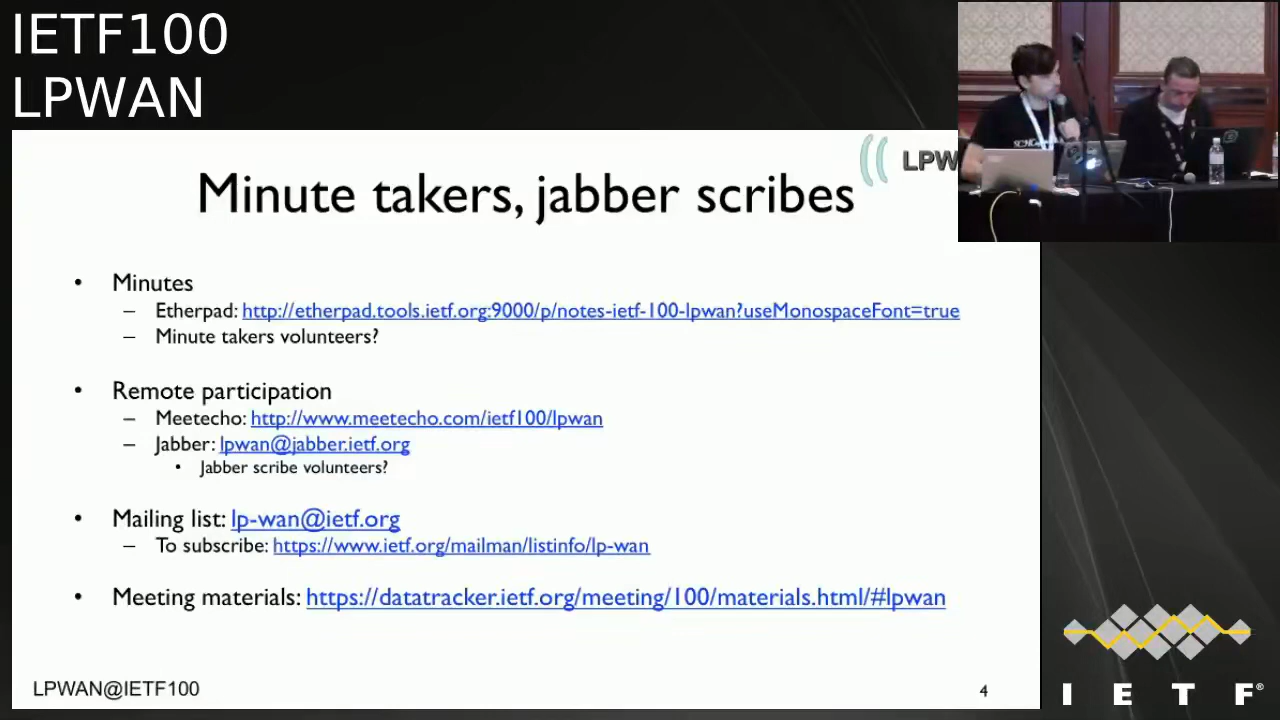 IETF100
LPWAN
LPW
Minute takers, jabber scribes
• Minutes
– Etherpad: http://etherpad.tools.ietf.org:9000/p/notes-ietf-100-lpwan?useMonospaceFont=true
– Minute takers volunteers?
• Remote participation
– Meetecho: http://www.meetecho.com/ietf100/lpwan
– Jabber: lpwan@jabber.ietf.org
• Jabber scribe volunteers?
• Mailing list: lp-wan@ietf.org
– To subscribe: https://www.ietf.org/mailman/listinfo/lp-wan
• Meeting materials: https://datatracker.ietf.org/meeting/100/materials.html/#lpwan
LPWAN@IETF100
4
I E T F®